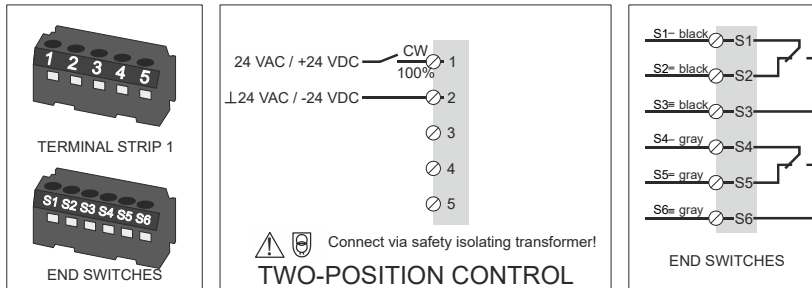 1 2 3 4 5
TERMINAL STRIP 1
S1 S2 S3 S4 S5 S6
END SWITCHES
24 VAC / +24 VDC CW 1
100%
⊥24 VAC / -24 VDC 2
3
4
5
Connect via safety isolating transformer!
TWO-POSITION CONTROL
S1− black S1
S2= black S2
S3≡ black S3
S4− gray S4
S5= gray S5
S6≡ gray S6
END SWITCHES